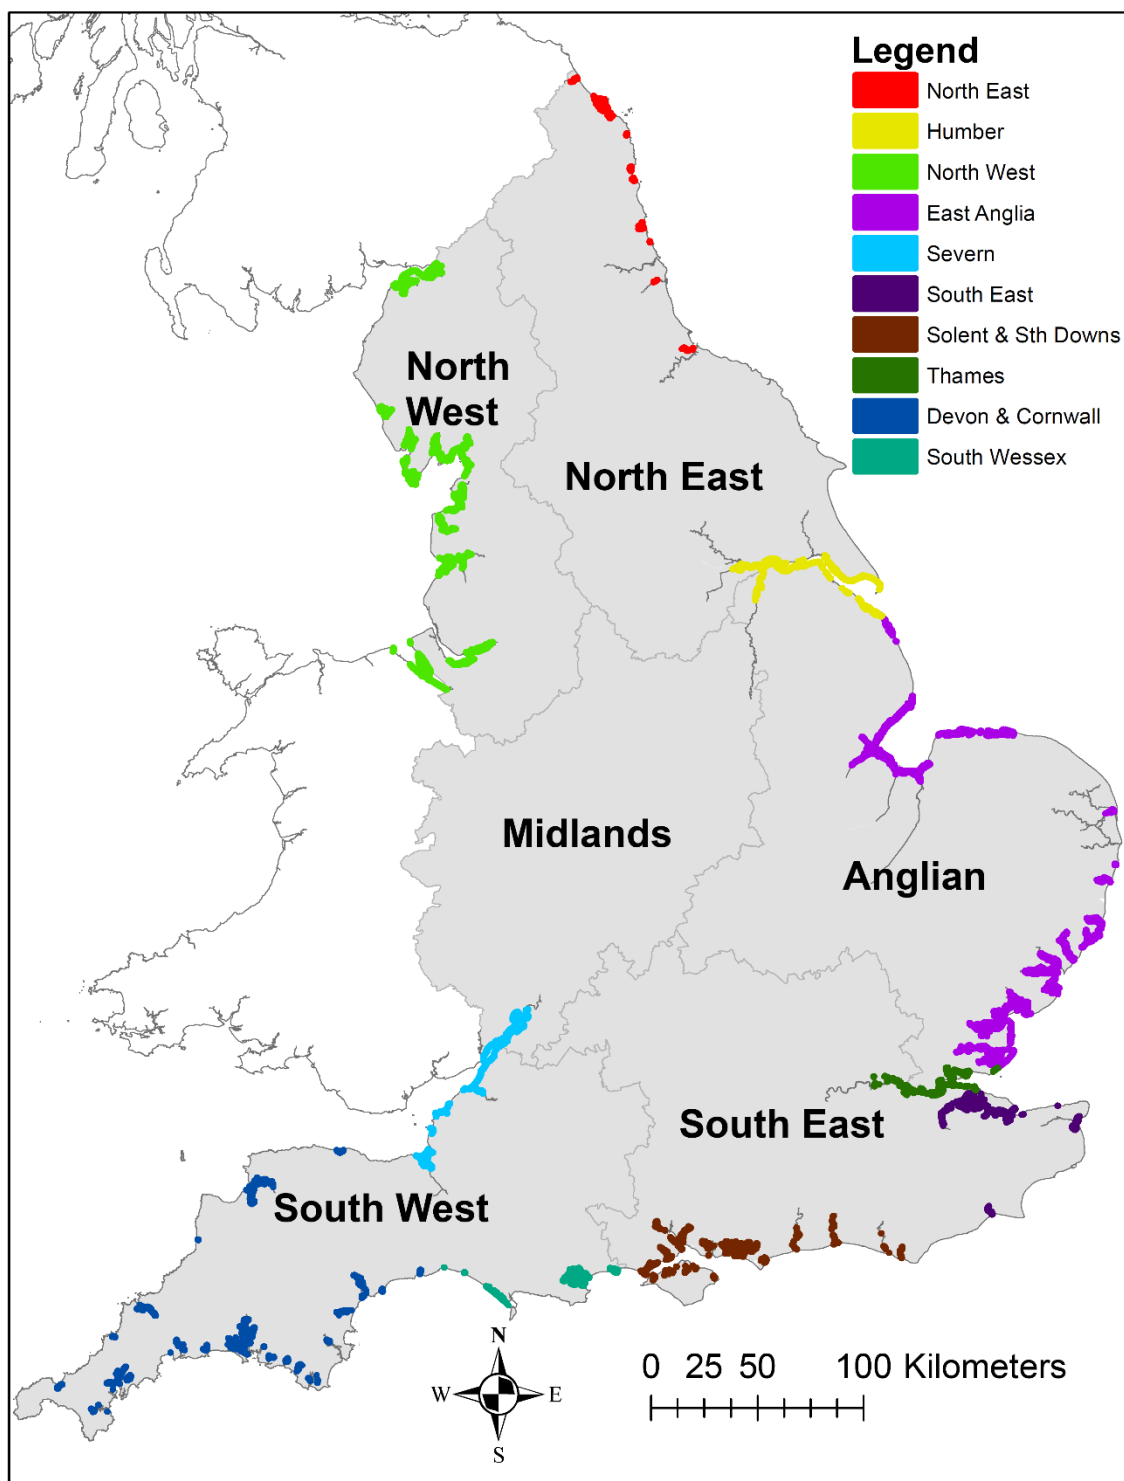 Legend
North East
Humber
North West
East Anglia
Severn
South East
Solent & Sth Downs
Thames
Devon & Cornwall
South Wessex
North
West
North East
Midlands
Anglian
South East
South West
N
W E
S
0 25 50 100 Kilometers